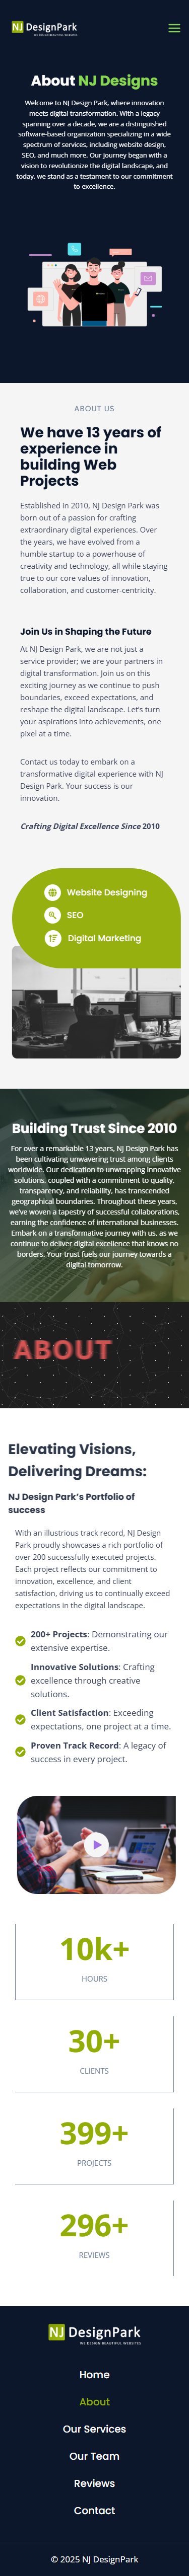 NJ DesignPark
WE DESIGN BEAUTIFUL WEBSITES
About NJ Designs
Welcome to NJ Design Park, where innovation
meets digital transformation. With a legacy
spanning over a decade, we are a distinguished
software-based organization specializing in a wide
spectrum of services, including website design,
SEO, and much more. Our journey began with a
vision to revolutionize the digital landscape, and
today, we stand as a testament to our commitment
to excellence.
ABOUT US
We have 13 years of
experience in
building Web
Projects
Established in 2010, NJ Design Park was
born out of a passion for crafting
extraordinary digital experiences. Over
the years, we have evolved from a
humble startup to a powerhouse of
creativity and technology, all while staying
true to our core values of innovation,
collaboration, and customer-centricity.
Join Us in Shaping the Future
At NJ Design Park, we are not just a
service provider; we are your partners in
digital transformation. Join us on this
exciting journey as we continue to push
boundaries, exceed expectations, and
reshape the digital landscape. Let's turn
your aspirations into achievements, one
pixel at a time.
Contact us today to embark on a
transformative digital experience with NJ
Design Park. Your success is our
innovation.
Crafting Digital Excellence Since 2010
Website Designing
SEO
Digital Marketing
Building Trust Since 2010
For over a remarkable 13 years, NJ Design Park has
been cultivating unwavering trust among clients
worldwide. Our dedication to unwrapping innovative
solutions, coupled with a commitment to quality,
transparency, and reliability, has transcended
geographical boundaries. Throughout these years,
we've woven a tapestry of successful collaborations,
earning the confidence of international businesses.
Embark on a transformative journey with us, as we
continue to deliver digital excellence that knows no
borders. Your trust fuels our journey towards a
digital tomorrow.
ABOUT
Elevating Visions,
Delivering Dreams:
NJ Design Park's Portfolio of
success
With an illustrious track record, NJ Design
Park proudly showcases a rich portfolio of
over 200 successfully executed projects.
Each project reflects our commitment to
innovation, excellence, and client
satisfaction, driving us to continually exceed
expectations in the digital landscape.
200+ Projects: Demonstrating our
extensive expertise.
Innovative Solutions: Crafting
excellence through creative
solutions.
Client Satisfaction: Exceeding
expectations, one project at a time.
Proven Track Record: A legacy of
success in every project.
10k+
HOURS
30+
CLIENTS
399+
PROJECTS
296+
REVIEWS
NJ DesignPark
WE DESIGN BEAUTIFUL WEBSITES
Home
About
Our Services
Our Team
Reviews
Contact
© 2025 NJ DesignPark